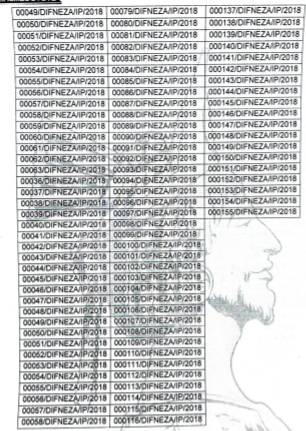 00049/DIFNEZA/IP/2018 00079/DIFNEZA/IP/2018 000137/DIFNEZA/IP/2018
00050/DIFNEZA/IP/2018 00080/DIFNEZA/IP/2018 000138/DIFNEZA/IP/2018
00051/DIFNEZA/IP/2018 00081/DIFNEZA/IP/2018 000139/DIFNEZA/IP/2018
00052/DIFNEZA/IP/2018 00082/DIFNEZA/IP/2018 000140/DIFNEZA/IP/2018
00053/DIFNEZA/IP/2018 00083/DIFNEZA/IP/2018 000141/DIFNEZA/IP/2018
00054/DIFNEZA/IP/2018 00084/DIFNEZA/IP/2018 000142/DIFNEZA/IP/2018
00055/DIFNEZA/IP/2018 00085/DIFNEZA/IP/2018 000143/DIFNEZA/IP/2018
00056/DIFNEZA/IP/2018 00086/DIFNEZA/IP/2018 000144/DIFNEZA/IP/2018
00057/DIFNEZA/IP/2018 00087/DIFNEZA/IP/2018 000145/DIFNEZA/IP/2018
00058/DIFNEZA/IP/2018 00088/DIFNEZA/IP/2018 000146/DIFNEZA/IP/2018
00059/DIFNEZA/IP/2018 00089/DIFNEZA/IP/2018 000147/DIFNEZA/IP/2018
00060/DIFNEZA/IP/2018 00090/DIFNEZA/IP/2018 000148/DIFNEZA/IP/2018
00061/DIFNEZA/IP/2018 00091/DIFNEZA/IP/2018 000149/DIFNEZA/IP/2018
00062/DIFNEZA/IP/2018 00092/DIFNEZA/IP/2018 000150/DIFNEZA/IP/2018
00063/DIFNEZA/IP/2018 00093/DIFNEZA/IP/2018 000151/DIFNEZA/IP/2018
00036/DIFNEZA/IP/2018 00094/DIFNEZA/IP/2018 000152/DIFNEZA/IP/2018
00037/DIFNEZA/IP/2018 00095/DIFNEZA/IP/2018 000153/DIFNEZA/IP/2018
00038/DIFNEZA/IP/2018 00096/DIFNEZA/IP/2018 000154/DIFNEZA/IP/2018
00039/DIFNEZA/IP/2018 00097/DIFNEZA/IP/2018 000155/DIFNEZA/IP/2018
00040/DIFNEZA/IP/2018 00098/DIFNEZA/IP/2018
00041/DIFNEZA/IP/2018 00099/DIFNEZA/IP/2018
00042/DIFNEZA/IP/2018 000100/DIFNEZA/IP/2018
00043/DIFNEZA/IP/2018 000101/DIFNEZA/IP/2018
00044/DIFNEZA/IP/2018 000102/DIFNEZA/IP/2018
00045/DIFNEZA/IP/2018 000103/DIFNEZA/IP/2018
00046/DIFNEZA/IP/2018 000104/DIFNEZA/IP/2018
00047/DIFNEZA/IP/2018 000105/DIFNEZA/IP/2018
00048/DIFNEZA/IP/2018 000106/DIFNEZA/IP/2018
00049/DIFNEZA/IP/2018 000107/DIFNEZA/IP/2018
00050/DIFNEZA/IP/2018 000108/DIFNEZA/IP/2018
00051/DIFNEZA/IP/2018 000109/DIFNEZA/IP/2018
00052/DIFNEZA/IP/2018 000110/DIFNEZA/IP/2018
00053/DIFNEZA/IP/2018 000111/DIFNEZA/IP/2018
00054/DIFNEZA/IP/2018 000112/DIFNEZA/IP/2018
00055/DIFNEZA/IP/2018 000113/DIFNEZA/IP/2018
00056/DIFNEZA/IP/2018 000114/DIFNEZA/IP/2018
00057/DIFNEZA/IP/2018 000115/DIFNEZA/IP/2018
00058/DIFNEZA/IP/2018 000116/DIFNEZA/IP/2018